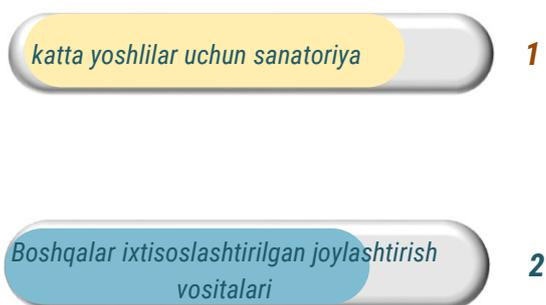 katta yoshlilar uchun sanatoriya
1
Boshqalar ixtisoslashtirilgan joylashtirish
vositalari
2